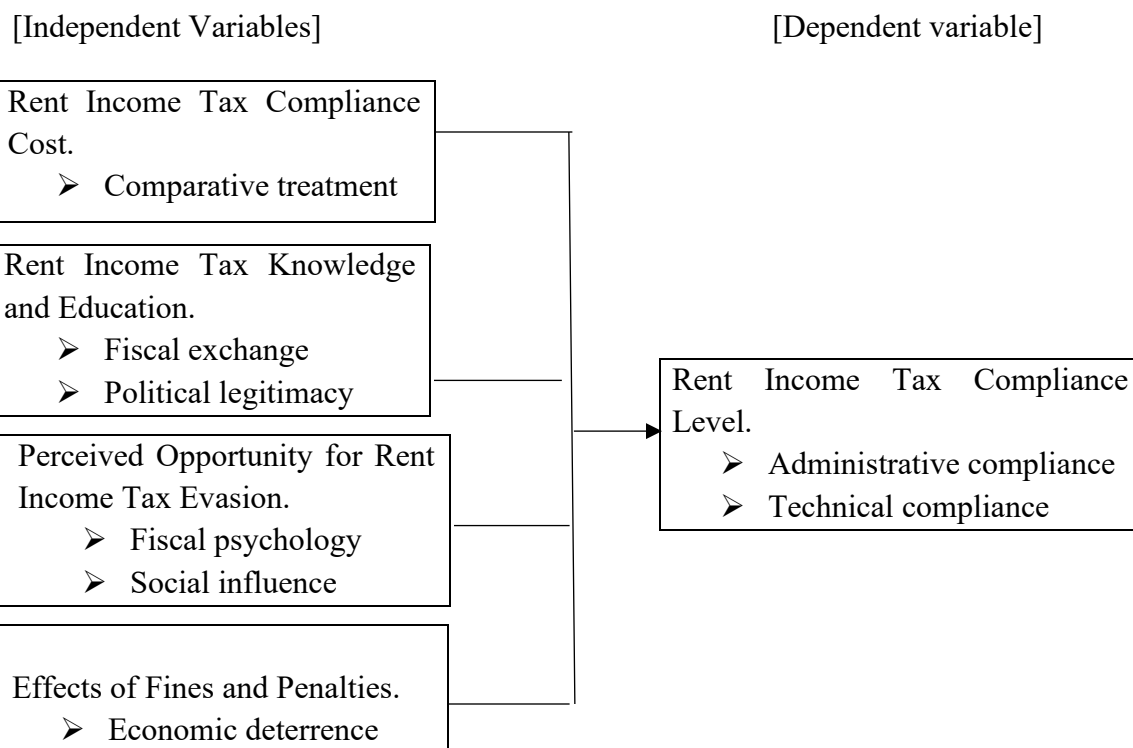 [Independent Variables]
[Dependent variable]
Rent Income Tax Compliance
Cost.
➢ Comparative treatment
Rent Income Tax Knowledge
and Education.
➢ Fiscal exchange
➢ Political legitimacy
Perceived Opportunity for Rent
Income Tax Evasion.
➢ Fiscal psychology
➢ Social influence
Effects of Fines and Penalties.
➢ Economic deterrence
Rent Income Tax Compliance
Level.
➢ Administrative compliance
➢ Technical compliance